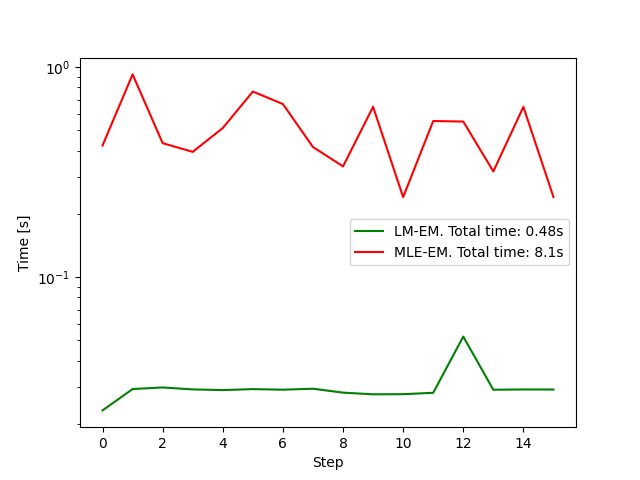 10⁰
Time [s]
LM-EM. Total time: 0.48s
MLE-EM. Total time: 8.1s
10⁻¹
0 2 4 6 8 10 12 14
Step